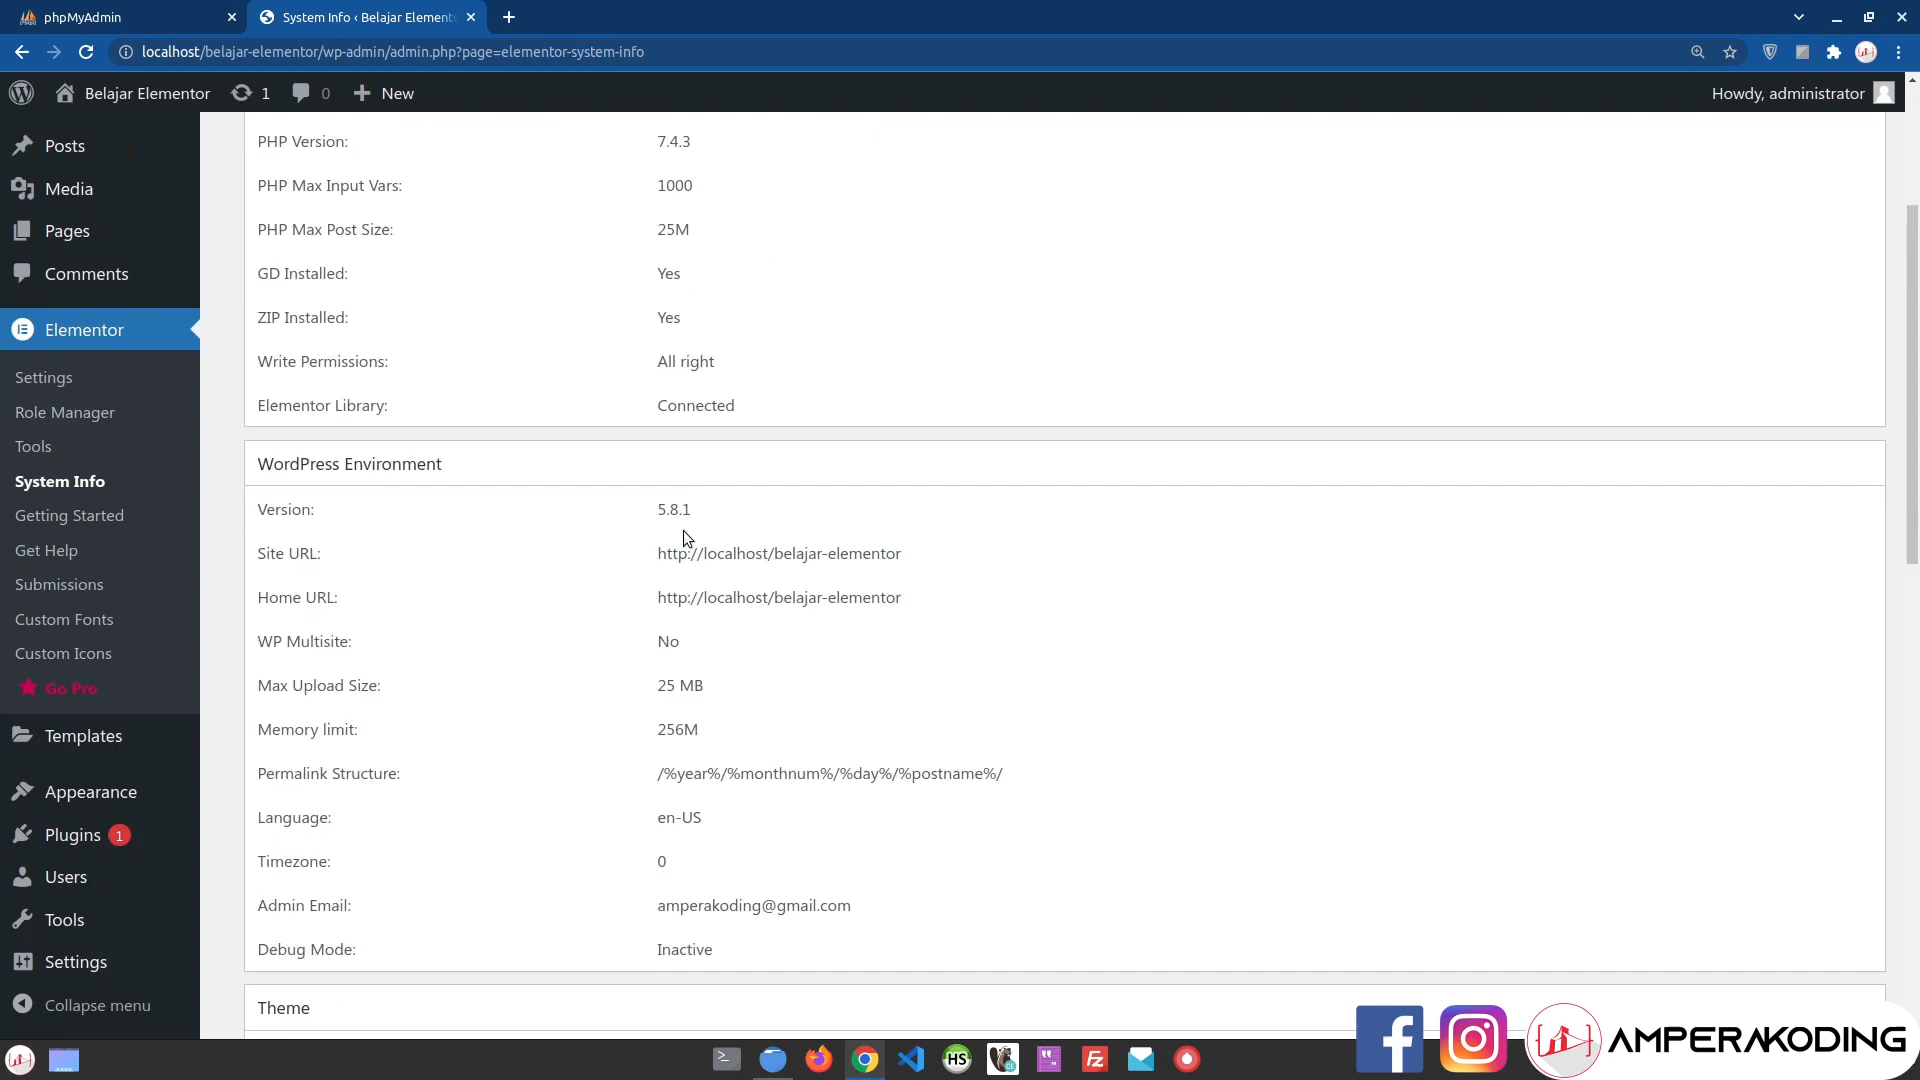 phpMyAdmin
System Info ‹ Belajar Elemento
localhost/belajar-elementor/wp-admin/admin.php?page=elementor-system-info
Belajar Elementor 1 0 New
Howdy, administrator
Posts
Media
Pages
Comments
Elementor
Settings
Role Manager
Tools
System Info
Getting Started
Get Help
Submissions
Custom Fonts
Custom Icons
Go Pro
Templates
Appearance
Plugins 1
Users
Tools
Settings
Collapse menu
PHP Version: 7.4.3
PHP Max Input Vars: 1000
PHP Max Post Size: 25M
GD Installed: Yes
ZIP Installed: Yes
Write Permissions: All right
Elementor Library: Connected
WordPress Environment
Version: 5.8.1
Site URL: http://localhost/belajar-elementor
Home URL: http://localhost/belajar-elementor
WP Multisite: No
Max Upload Size: 25 MB
Memory limit: 256M
Permalink Structure: /%year%/%monthnum%/%day%/%postname%/
Language: en-US
Timezone: 0
Admin Email: amperakoding@gmail.com
Debug Mode: Inactive
Theme
AMPERAKODING
HS
Fz